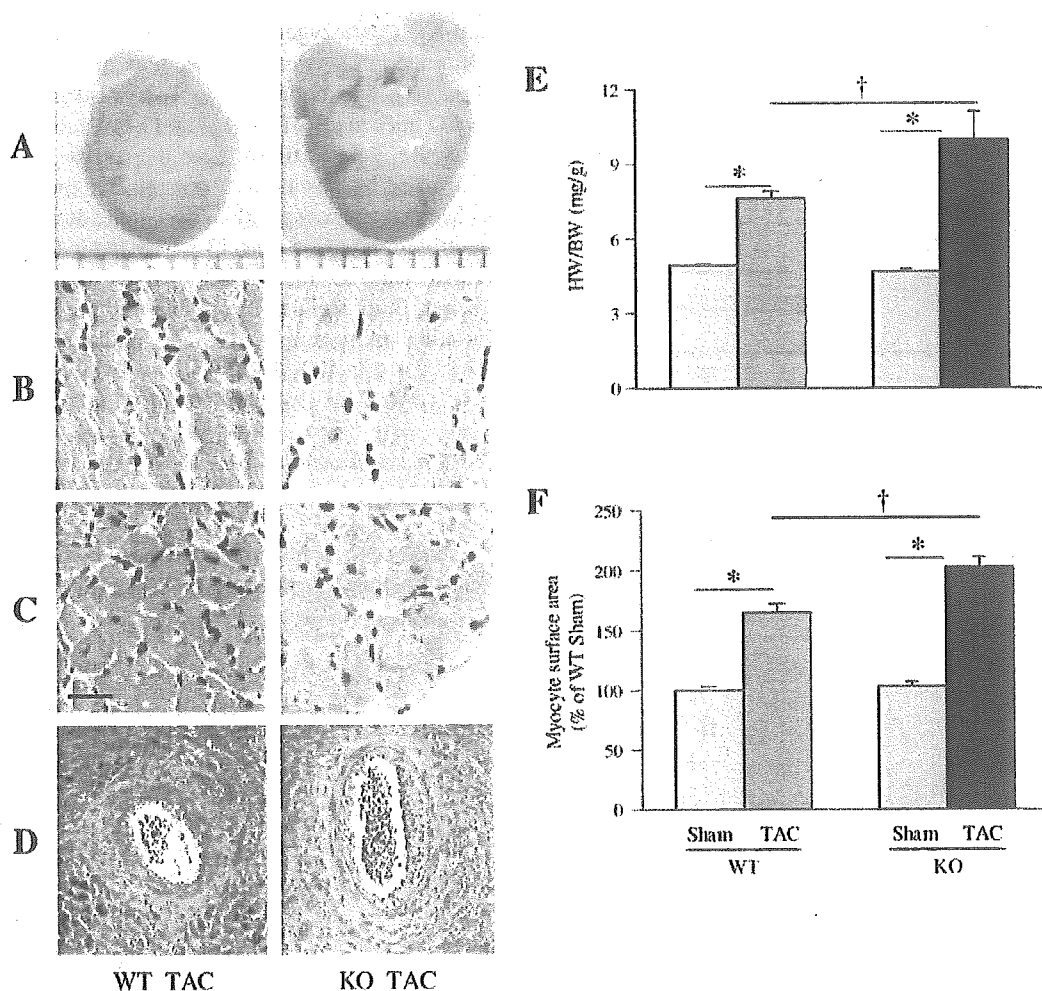 A
B
C
D
WT TAC
KO TAC
E
HW/BW (mg/g)
12
9
6
3
0
*
*
†
F
Myocyte surface area
(% of WT Sham)
250
200
150
100
50
0
*
*
†
Sham TAC
Sham TAC
WT
KO